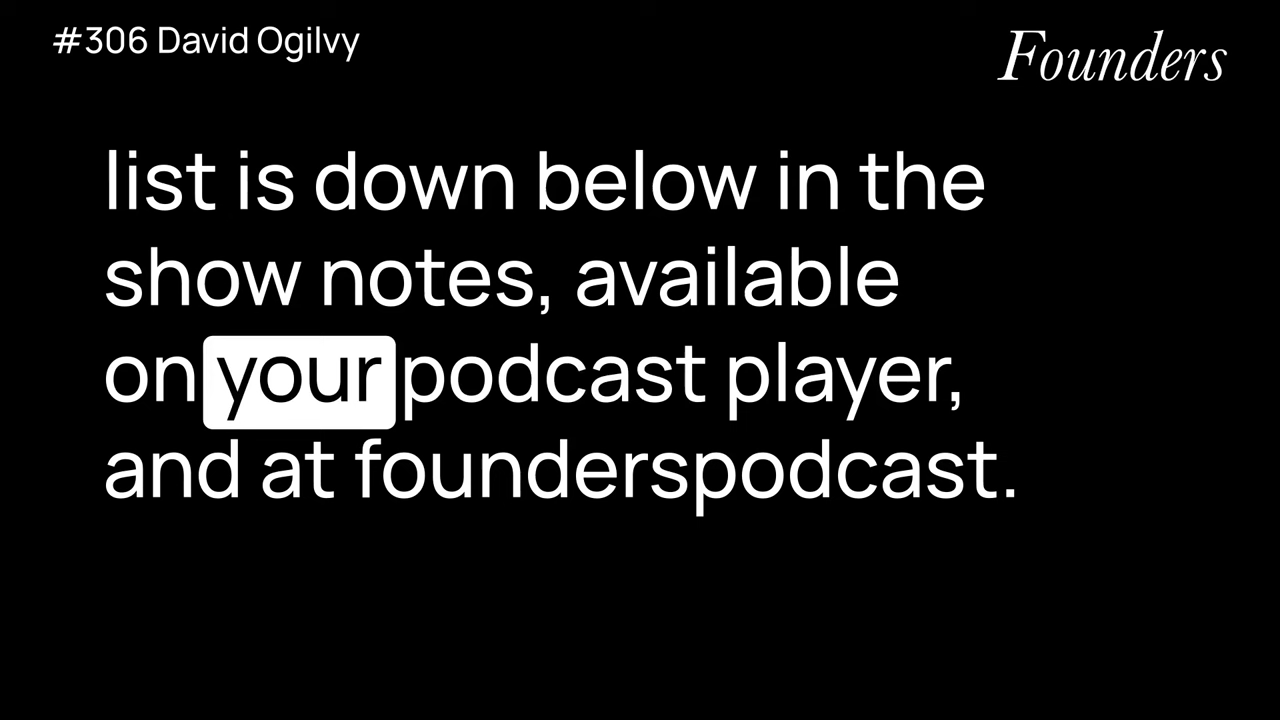 #306 David Ogilvy
Founders
list is down below in the
show notes, available
on your podcast player,
and at founderspodcast.